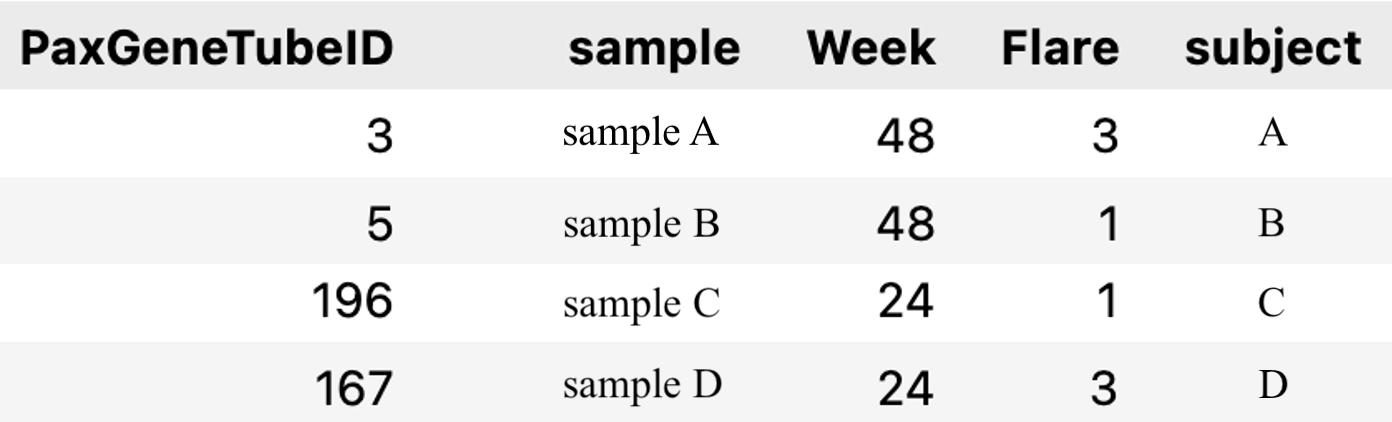 PaxGeneTubeID sample Week Flare subject
3 sample A 48 3 A
5 sample B 48 1 B
196 sample C 24 1 C
167 sample D 24 3 D